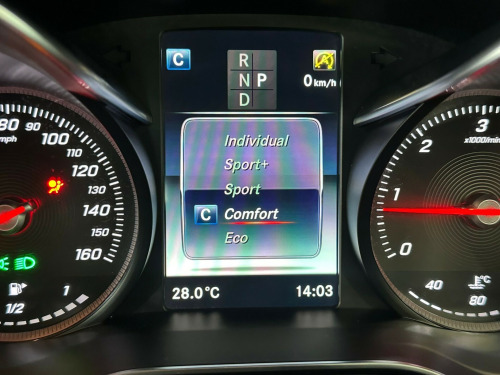 C
R
N P
D
A
0 km/h
Individual
Sport+
Sport
C Comfort
Eco
28.0°C
14:03
80
90
mph
100
110
120
130
140
150
160
1/2
1
0
1
2
3
x1000/min
40
80
°C